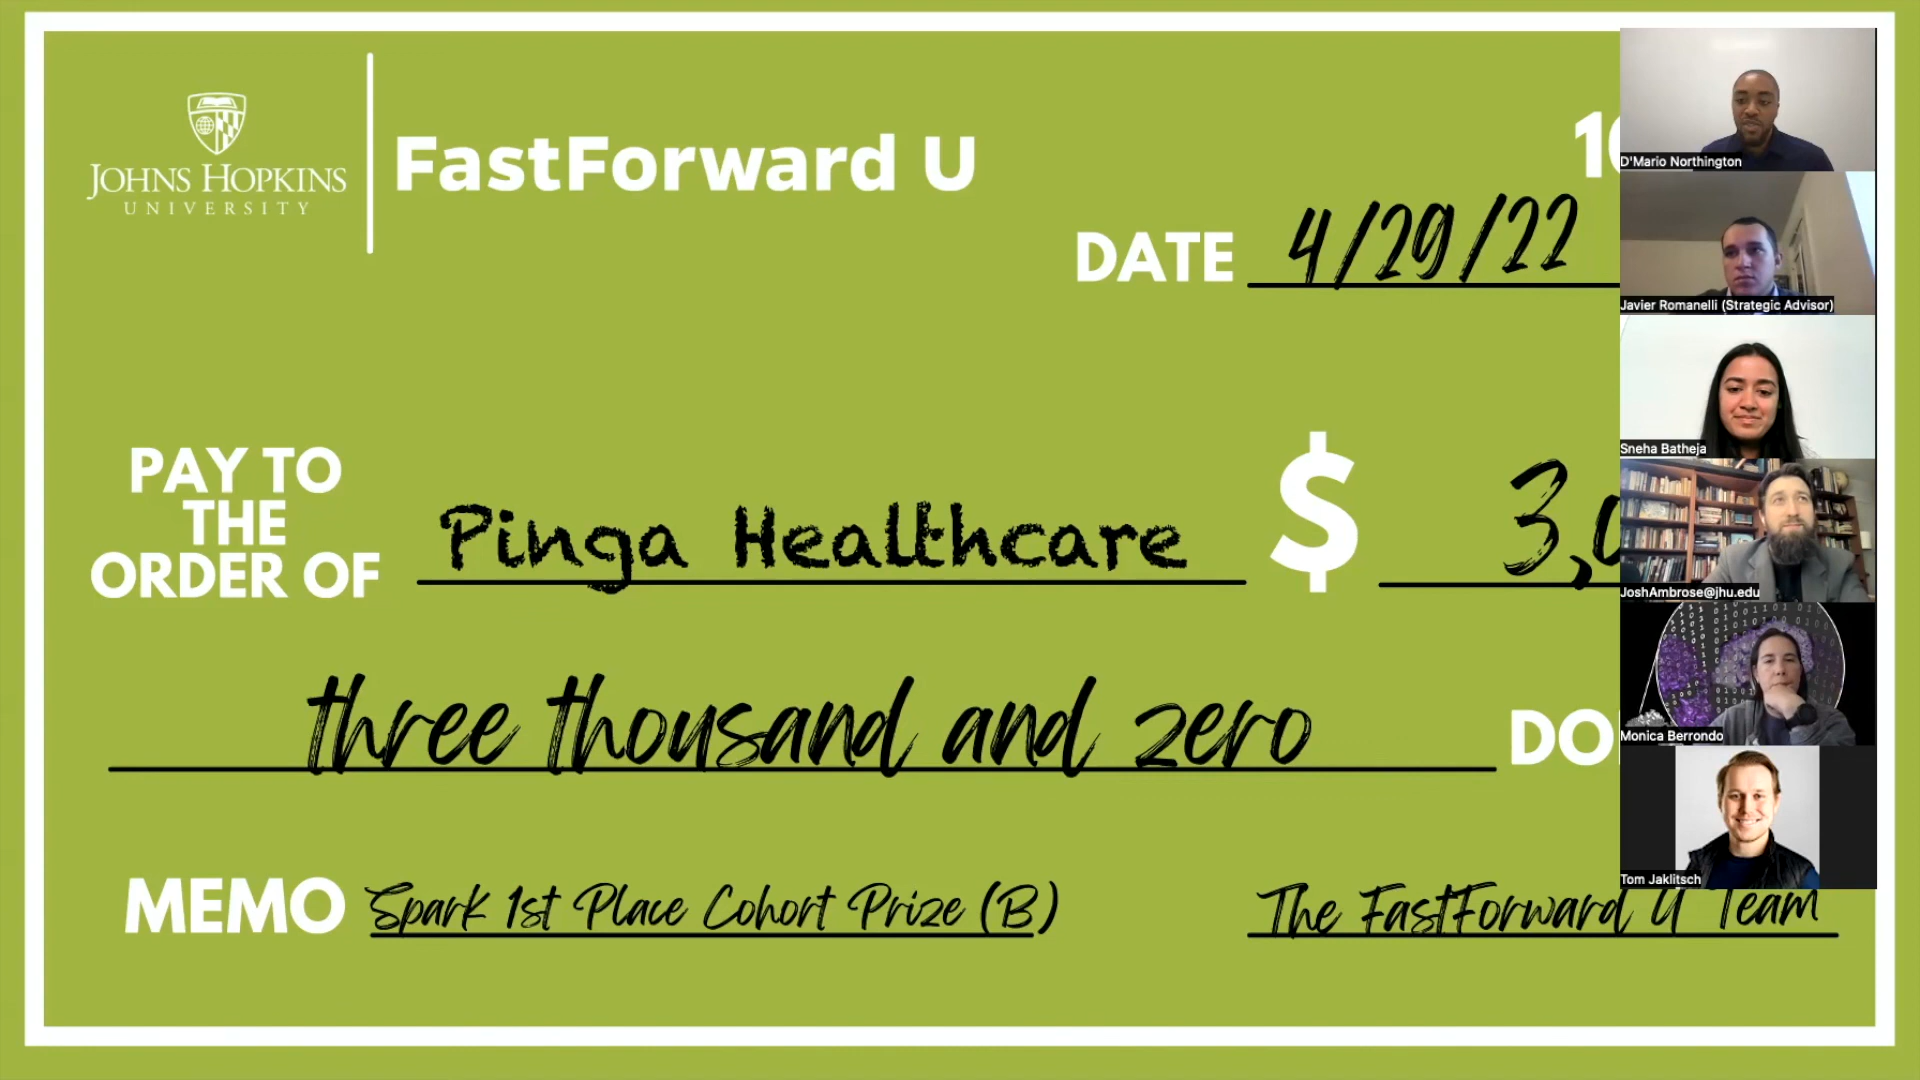 JOHNS HOPKINS
UNIVERSITY
FastForward U
DATE 4/29/22
PAY TO
THE
ORDER OF
Pinga Healthcare
$
three thousand and zero
MEMO Spark 1st Place Cohort Prize (B)
The FastForward U Team
D'Mario Northington
Javier Romanelli (Strategic Advisor)
Sneha Batheja
JoshAmbrose@jhu.edu
Monica Berrondo
Tom Jaklitsch